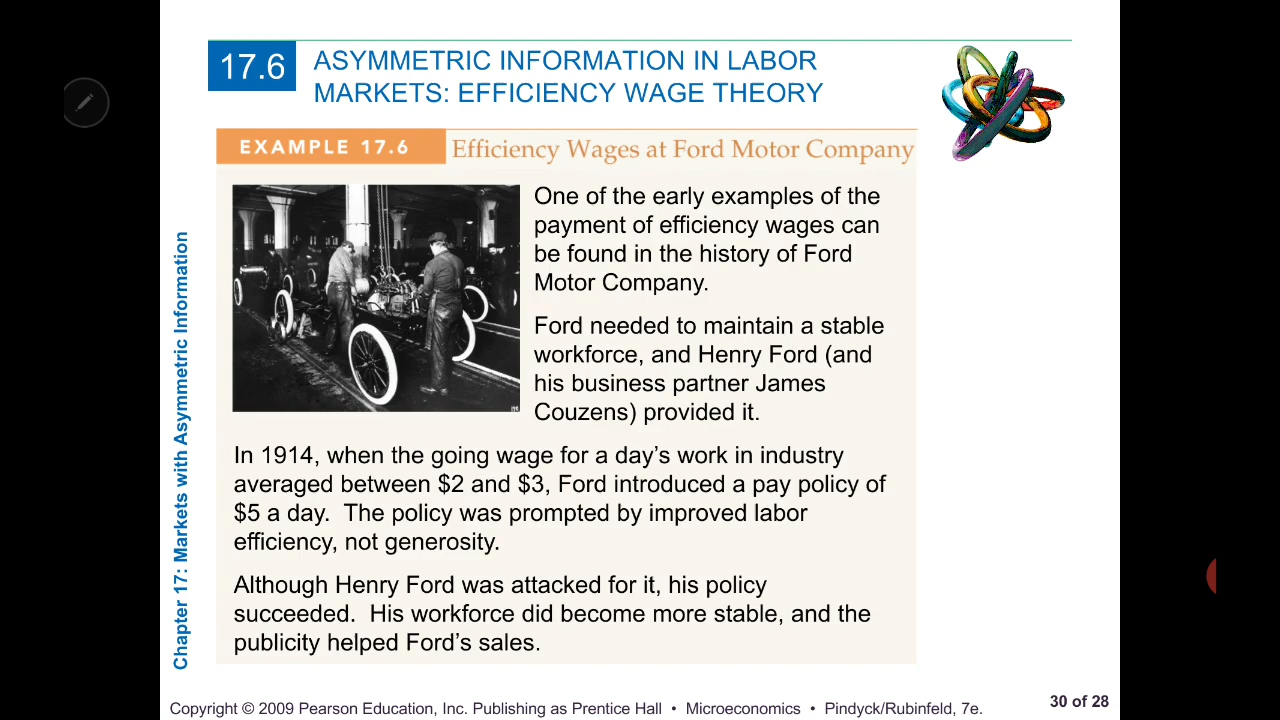 17.6
ASYMMETRIC INFORMATION IN LABOR
MARKETS: EFFICIENCY WAGE THEORY
EXAMPLE 17.6
Efficiency Wages at Ford Motor Company
One of the early examples of the
payment of efficiency wages can
be found in the history of Ford
Motor Company.
Ford needed to maintain a stable
workforce, and Henry Ford (and
his business partner James
Couzens) provided it.
In 1914, when the going wage for a day’s work in industry
averaged between $2 and $3, Ford introduced a pay policy of
$5 a day.  The policy was prompted by improved labor
efficiency, not generosity.
Although Henry Ford was attacked for it, his policy
succeeded.  His workforce did become more stable, and the
publicity helped Ford’s sales.
Chapter 17: Markets with Asymmetric Information
Copyright © 2009 Pearson Education, Inc. Publishing as Prentice Hall • Microeconomics • Pindyck/Rubinfeld, 7e.
30 of 28